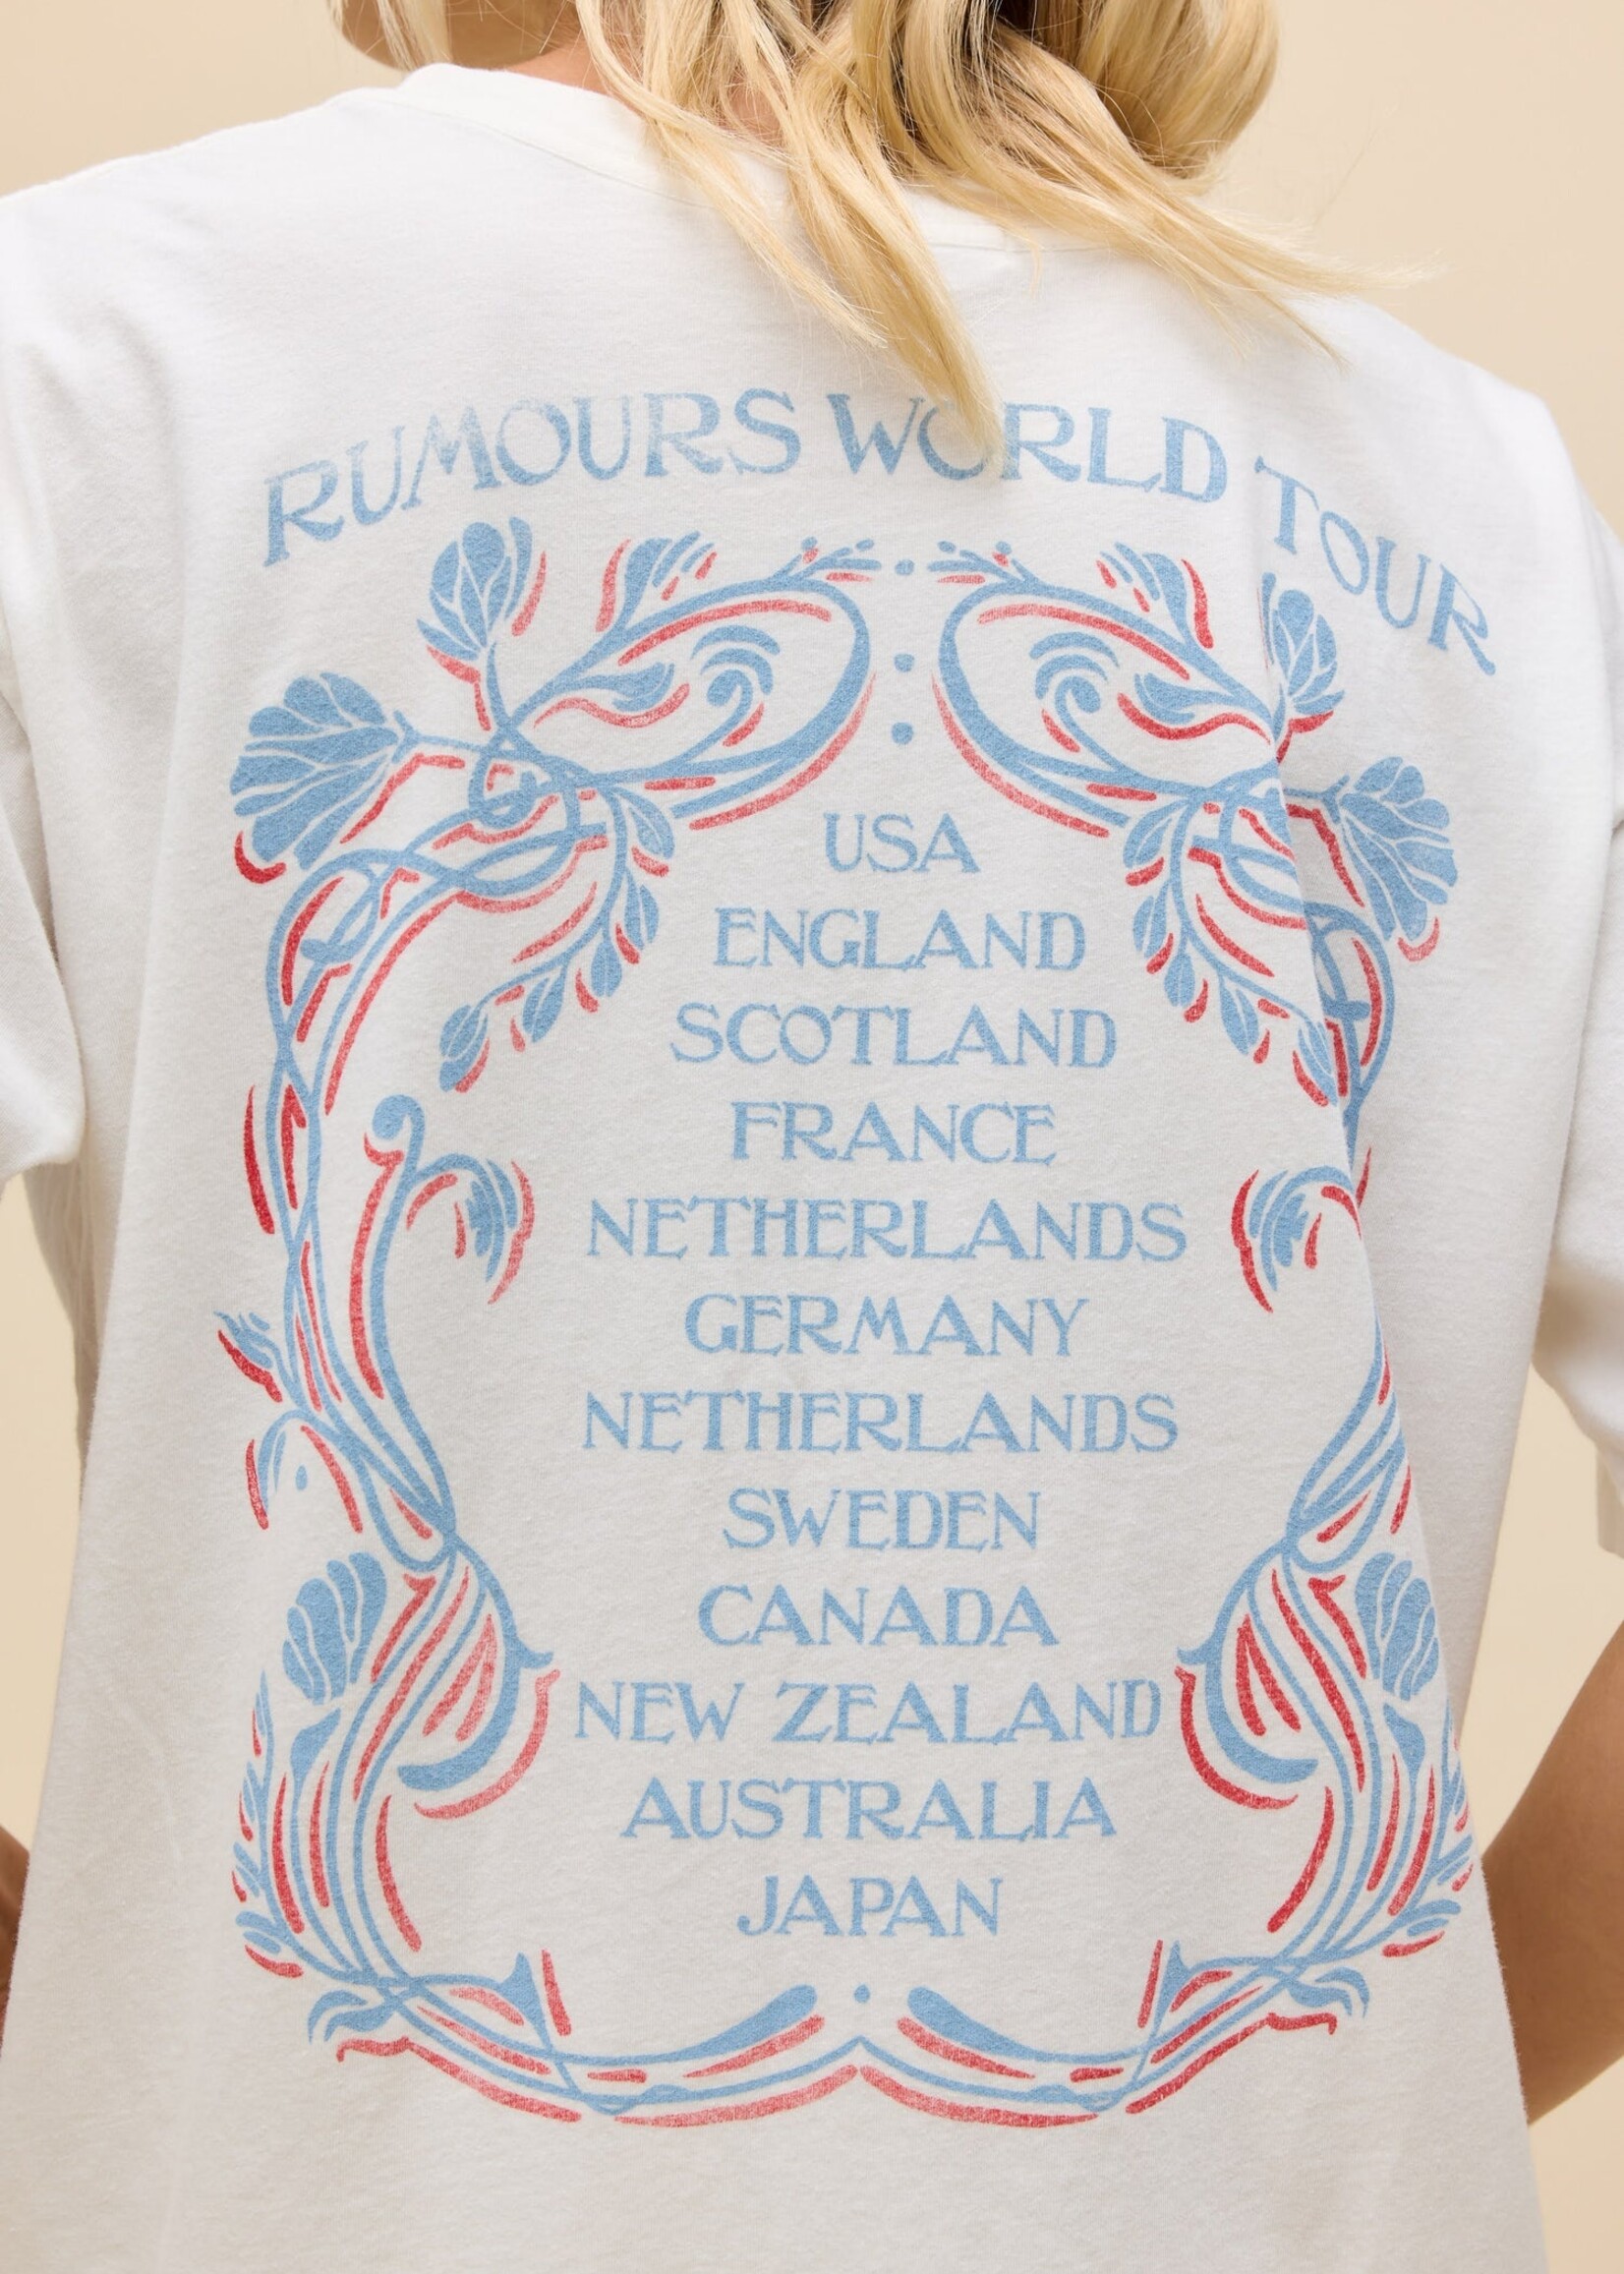 RUMOURS WORLD TOUR
USA
ENGLAND
SCOTLAND
FRANCE
NETHERLANDS
GERMANY
NETHERLANDS
SWEDEN
CANADA
NEW ZEALAND
AUSTRALIA
JAPAN